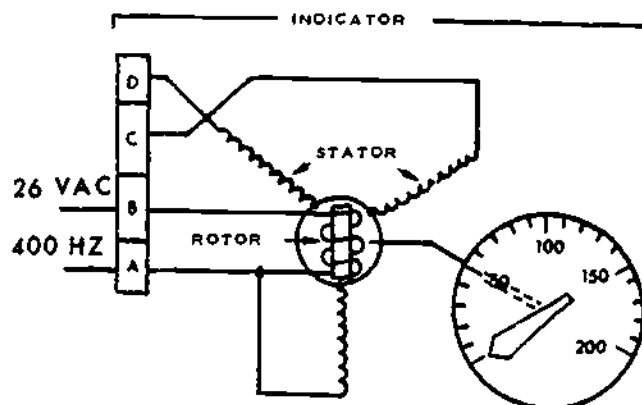 INDICATOR
D
C
STATOR
26 VAC
B
400 HZ
ROTOR
A
50
100
150
200